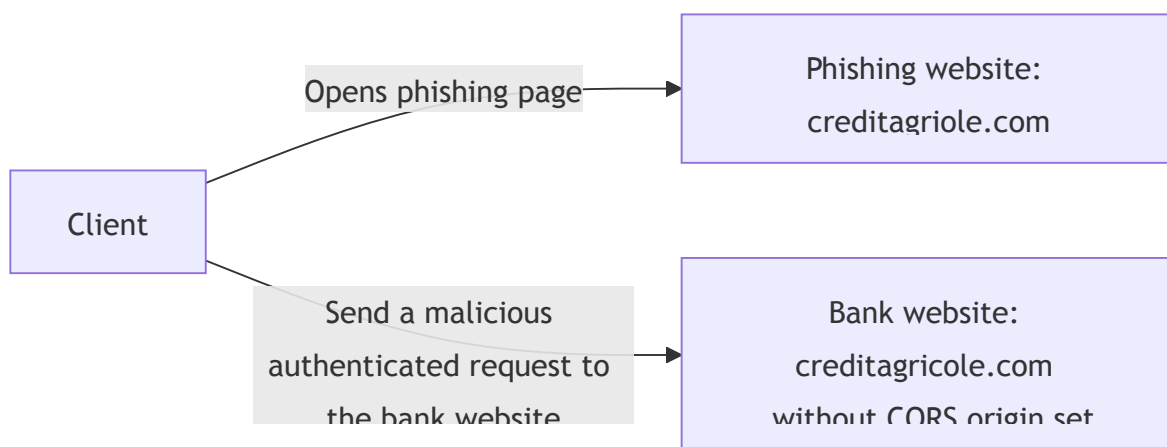 Opens phishing page
Phishing website:
creditagriole.com
Client
Send a malicious
authenticated request to
the bank website
Bank website:
creditagricole.com
without CORS origin set